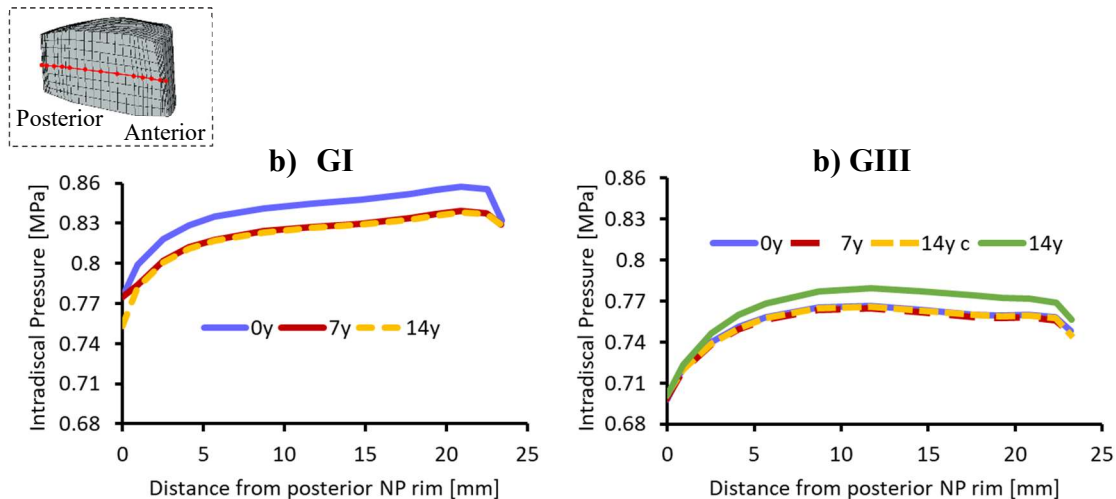 Posterior
Anterior
b) GI
Intradiscal Pressure [MPa]
0.86
0.83
0.8
0.77
0.74
0.71
0.68
0y 7y 14y
0 5 10 15 20 25
Distance from posterior NP rim [mm]
b) GIII
Intradiscal Pressure [MPa]
0.86
0.83
0.8
0.77
0.74
0.71
0.68
0y 7y 14y c 14y
0 5 10 15 20 25
Distance from posterior NP rim [mm]